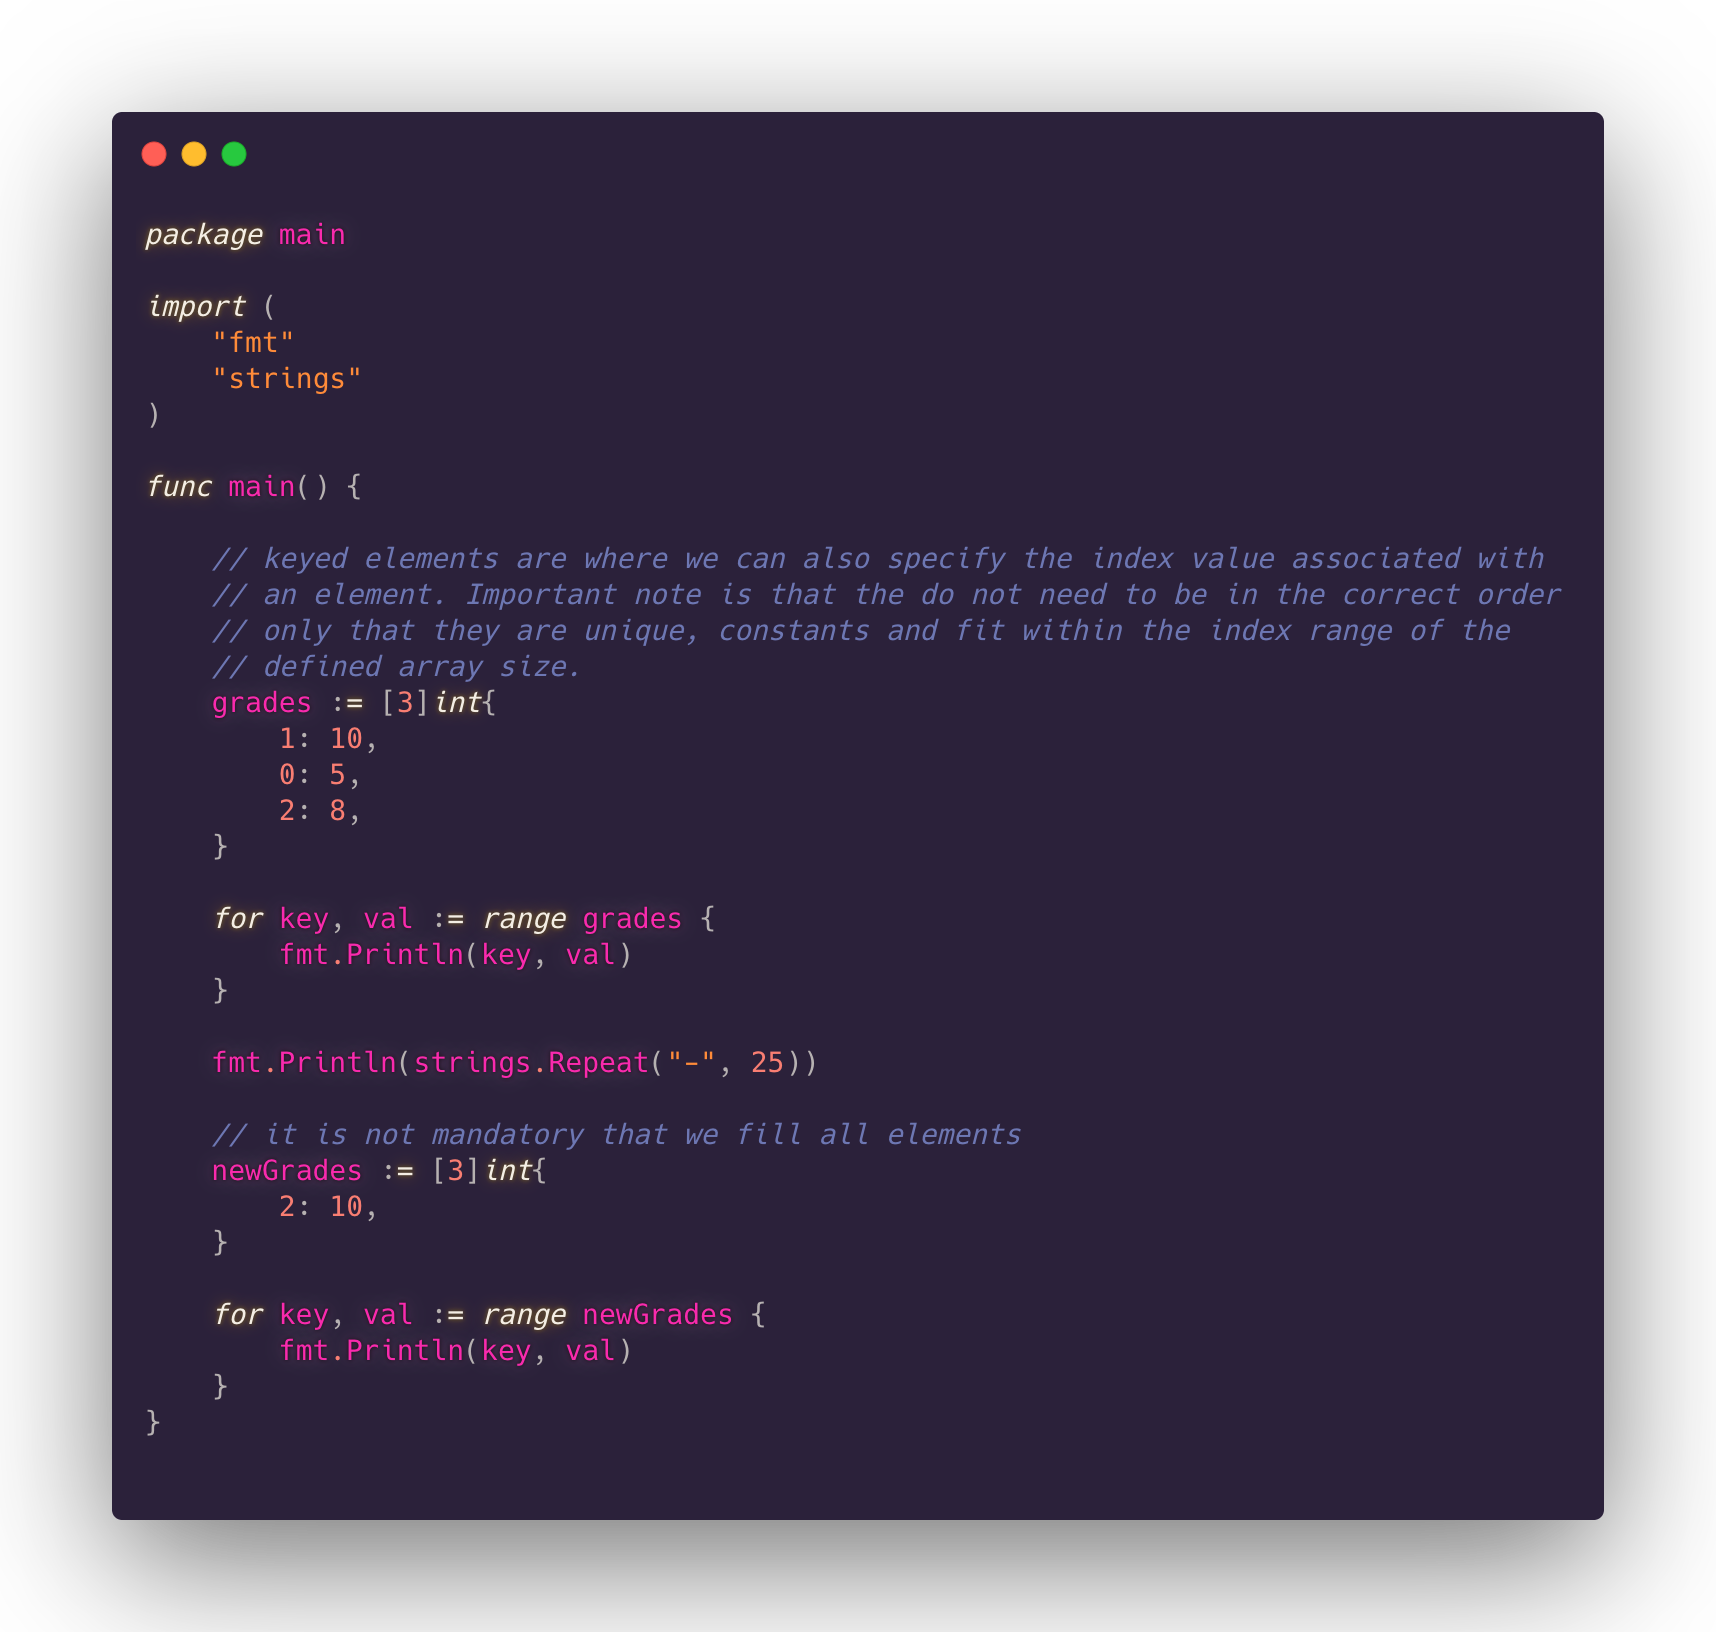 package main

import (
    "fmt"
    "strings"
)

func main() {

    // keyed elements are where we can also specify the index value associated with
    // an element. Important note is that the do not need to be in the correct order
    // only that they are unique, constants and fit within the index range of the
    // defined array size.
    grades := [3]int{
        1: 10,
        0: 5,
        2: 8,
    }

    for key, val := range grades {
        fmt.Println(key, val)
    }

    fmt.Println(strings.Repeat("-", 25))

    // it is not mandatory that we fill all elements
    newGrades := [3]int{
        2: 10,
    }

    for key, val := range newGrades {
        fmt.Println(key, val)
    }
}